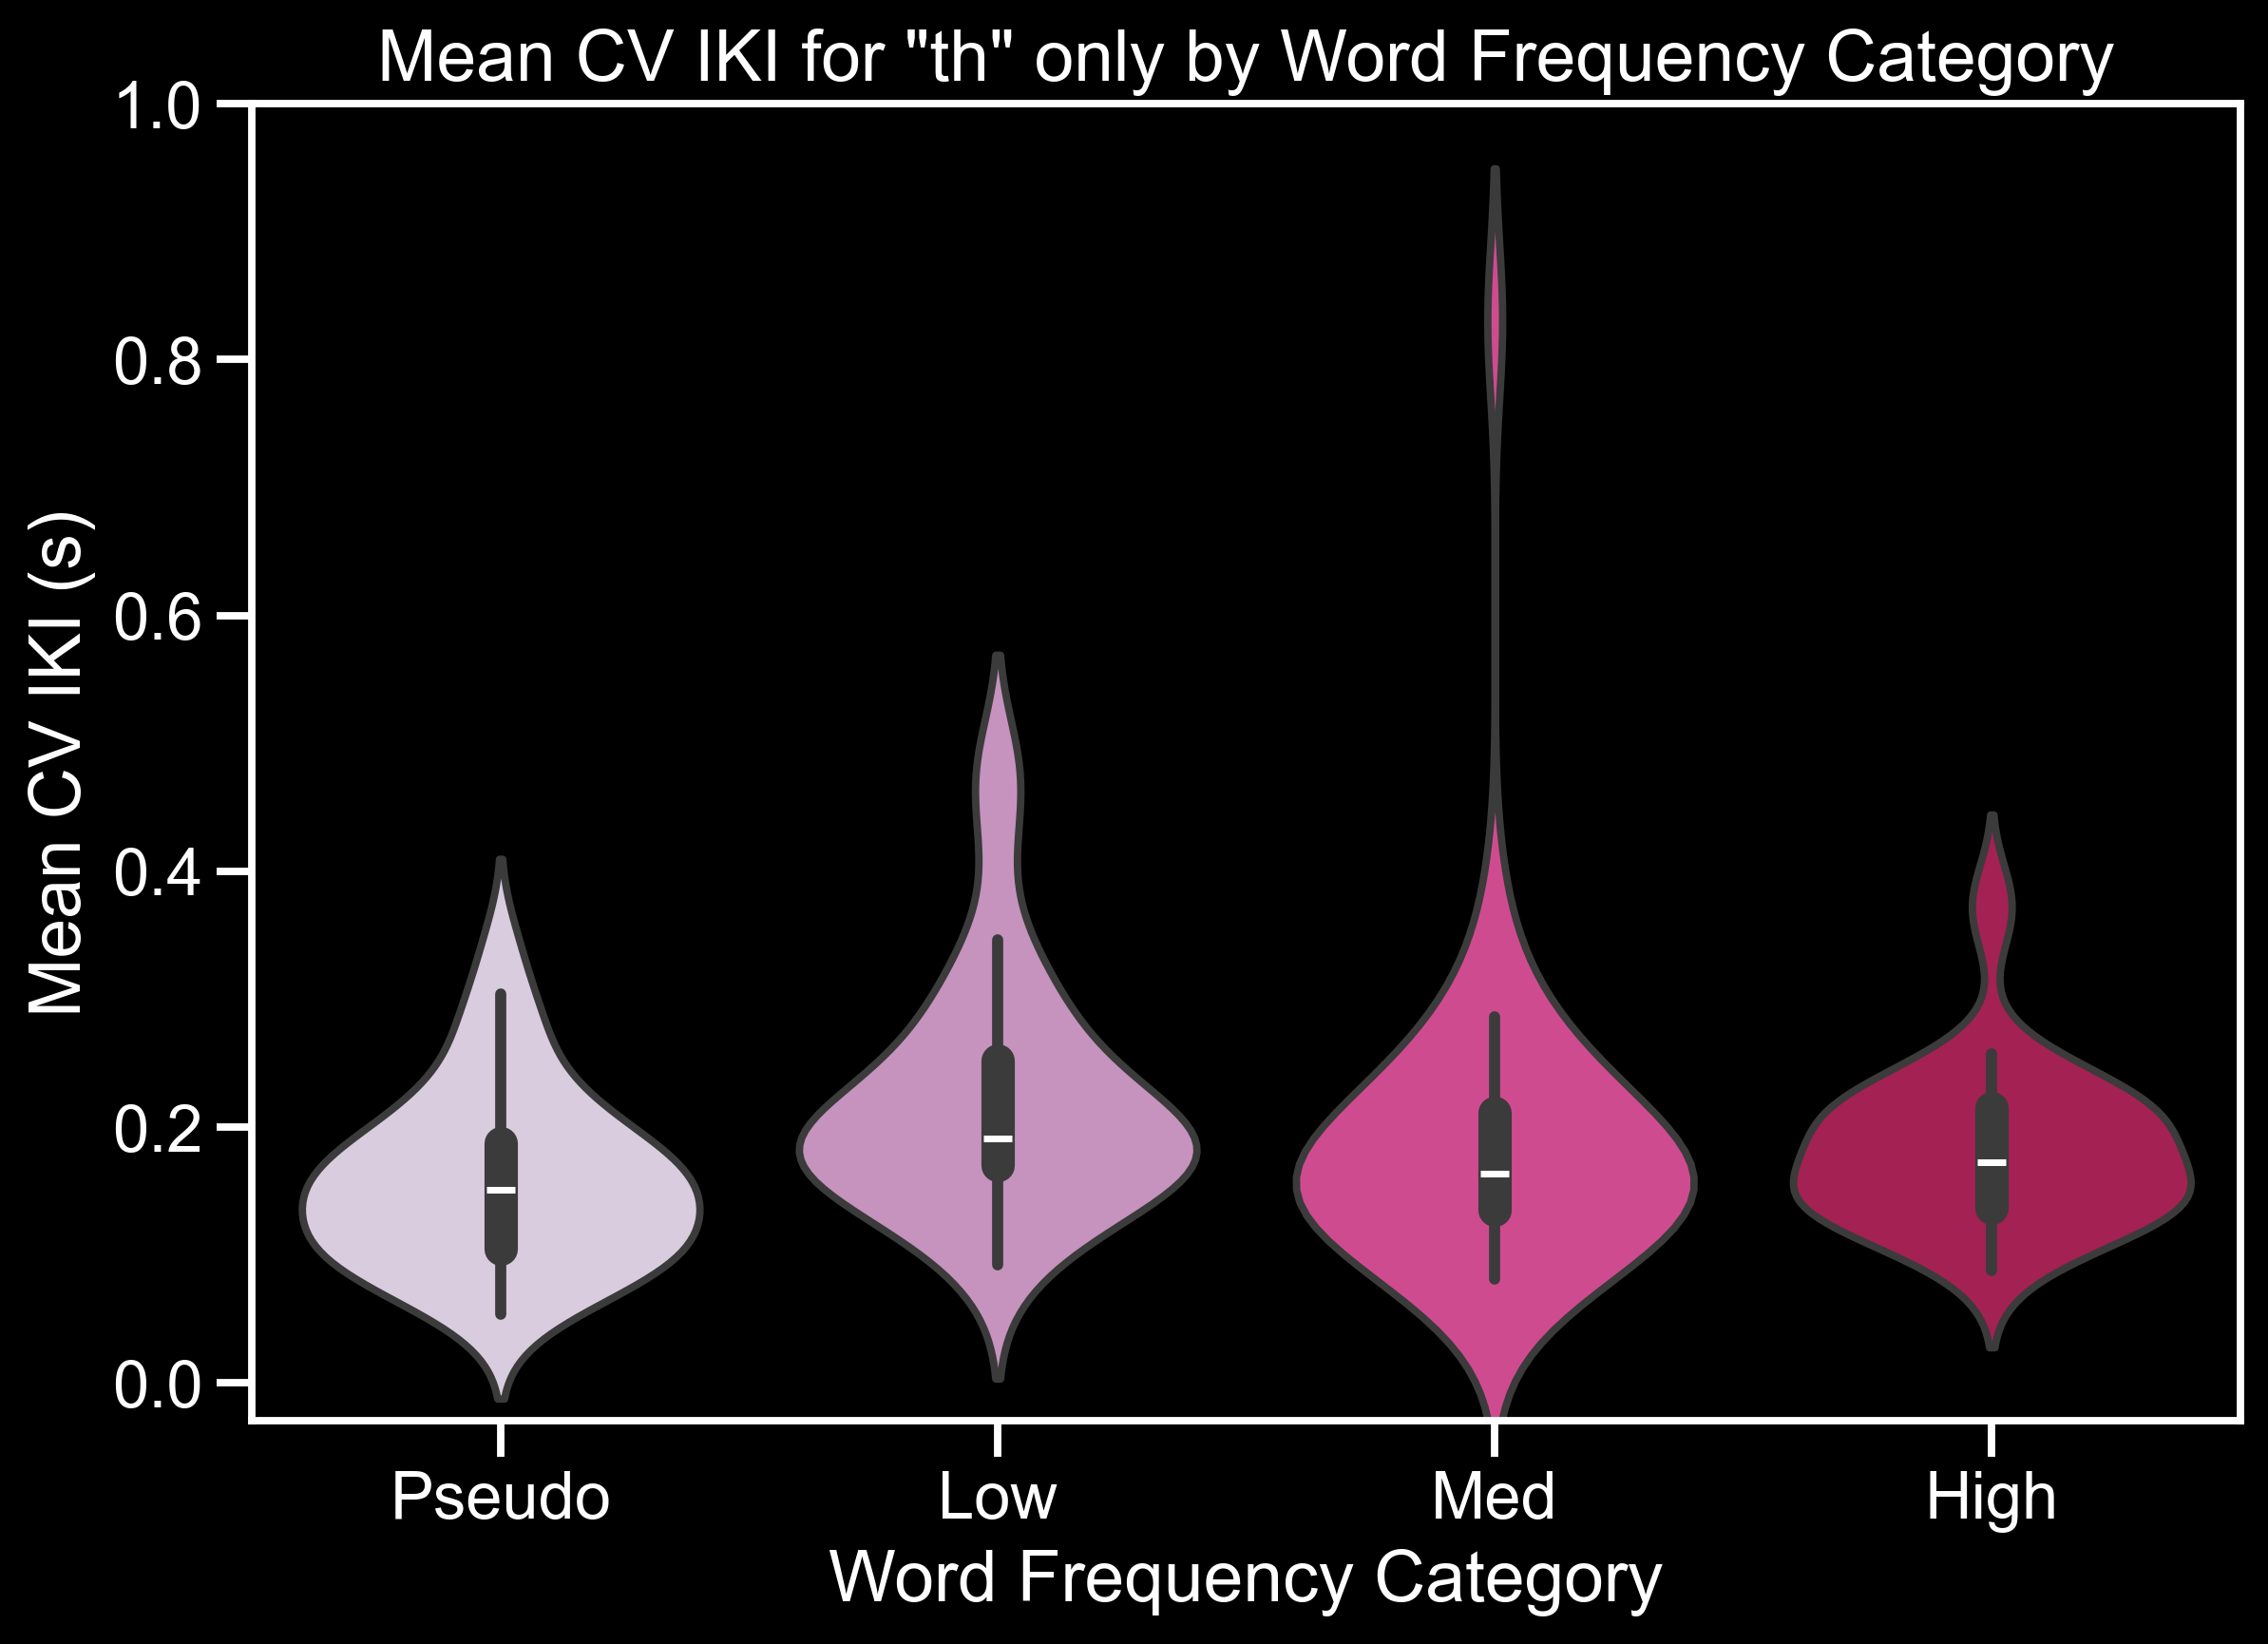 Mean CV IKI for "th" only by Word Frequency Category
Mean CV IKI (s)
1.0
0.8
0.6
0.4
0.2
0.0
Pseudo Low Med High
Word Frequency Category